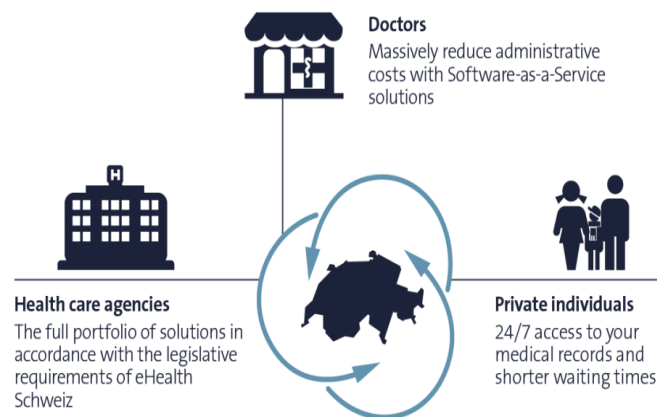 Doctors
Massively reduce administrative
costs with Software-as-a-Service
solutions
H
Health care agencies
The full portfolio of solutions in
accordance with the legislative
requirements of eHealth
Schweiz
Private individuals
24/7 access to your
medical records and
shorter waiting times